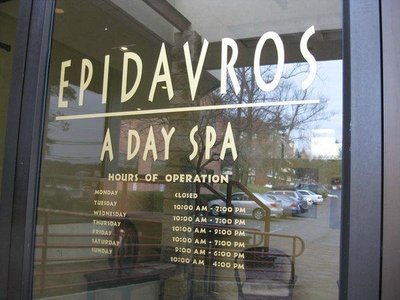 EPIDAVROS
A DAY SPA
HOURS OF OPERATION
MONDAY CLOSED
TUESDAY 10:00 AM - 7:00 PM
WEDNESDAY 10:00 AM - 7:00 PM
THURSDAY 10:00 AM - 9:00 PM
FRIDAY 10:00 AM - 7:00 PM
SATURDAY 10:00 AM - 6:00 PM
SUNDAY 10:00 AM - 4:00 PM